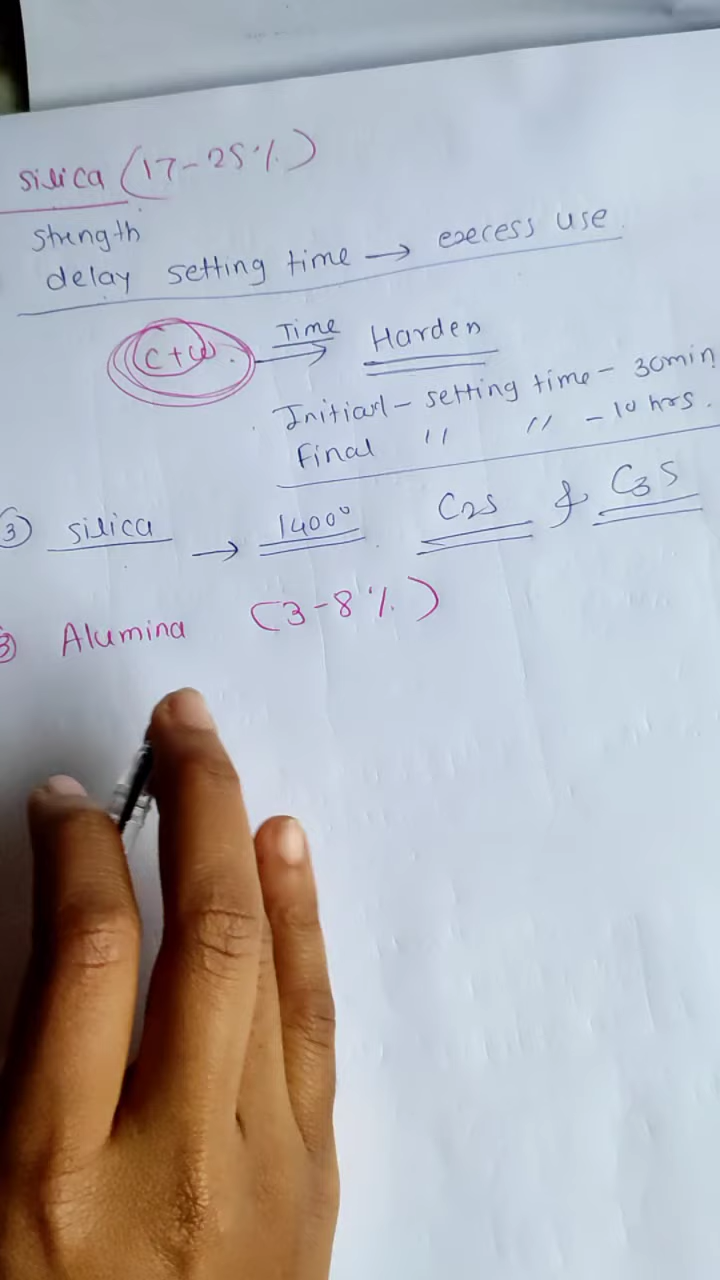 silica (17-25%)
strength
delay setting time → execess use
C+W. Time → Harden
Initial - setting time - 30min
Final " " - 10 hrs.
③ silica → 1400° C2S & C3S
③ Alumina (3-8%)